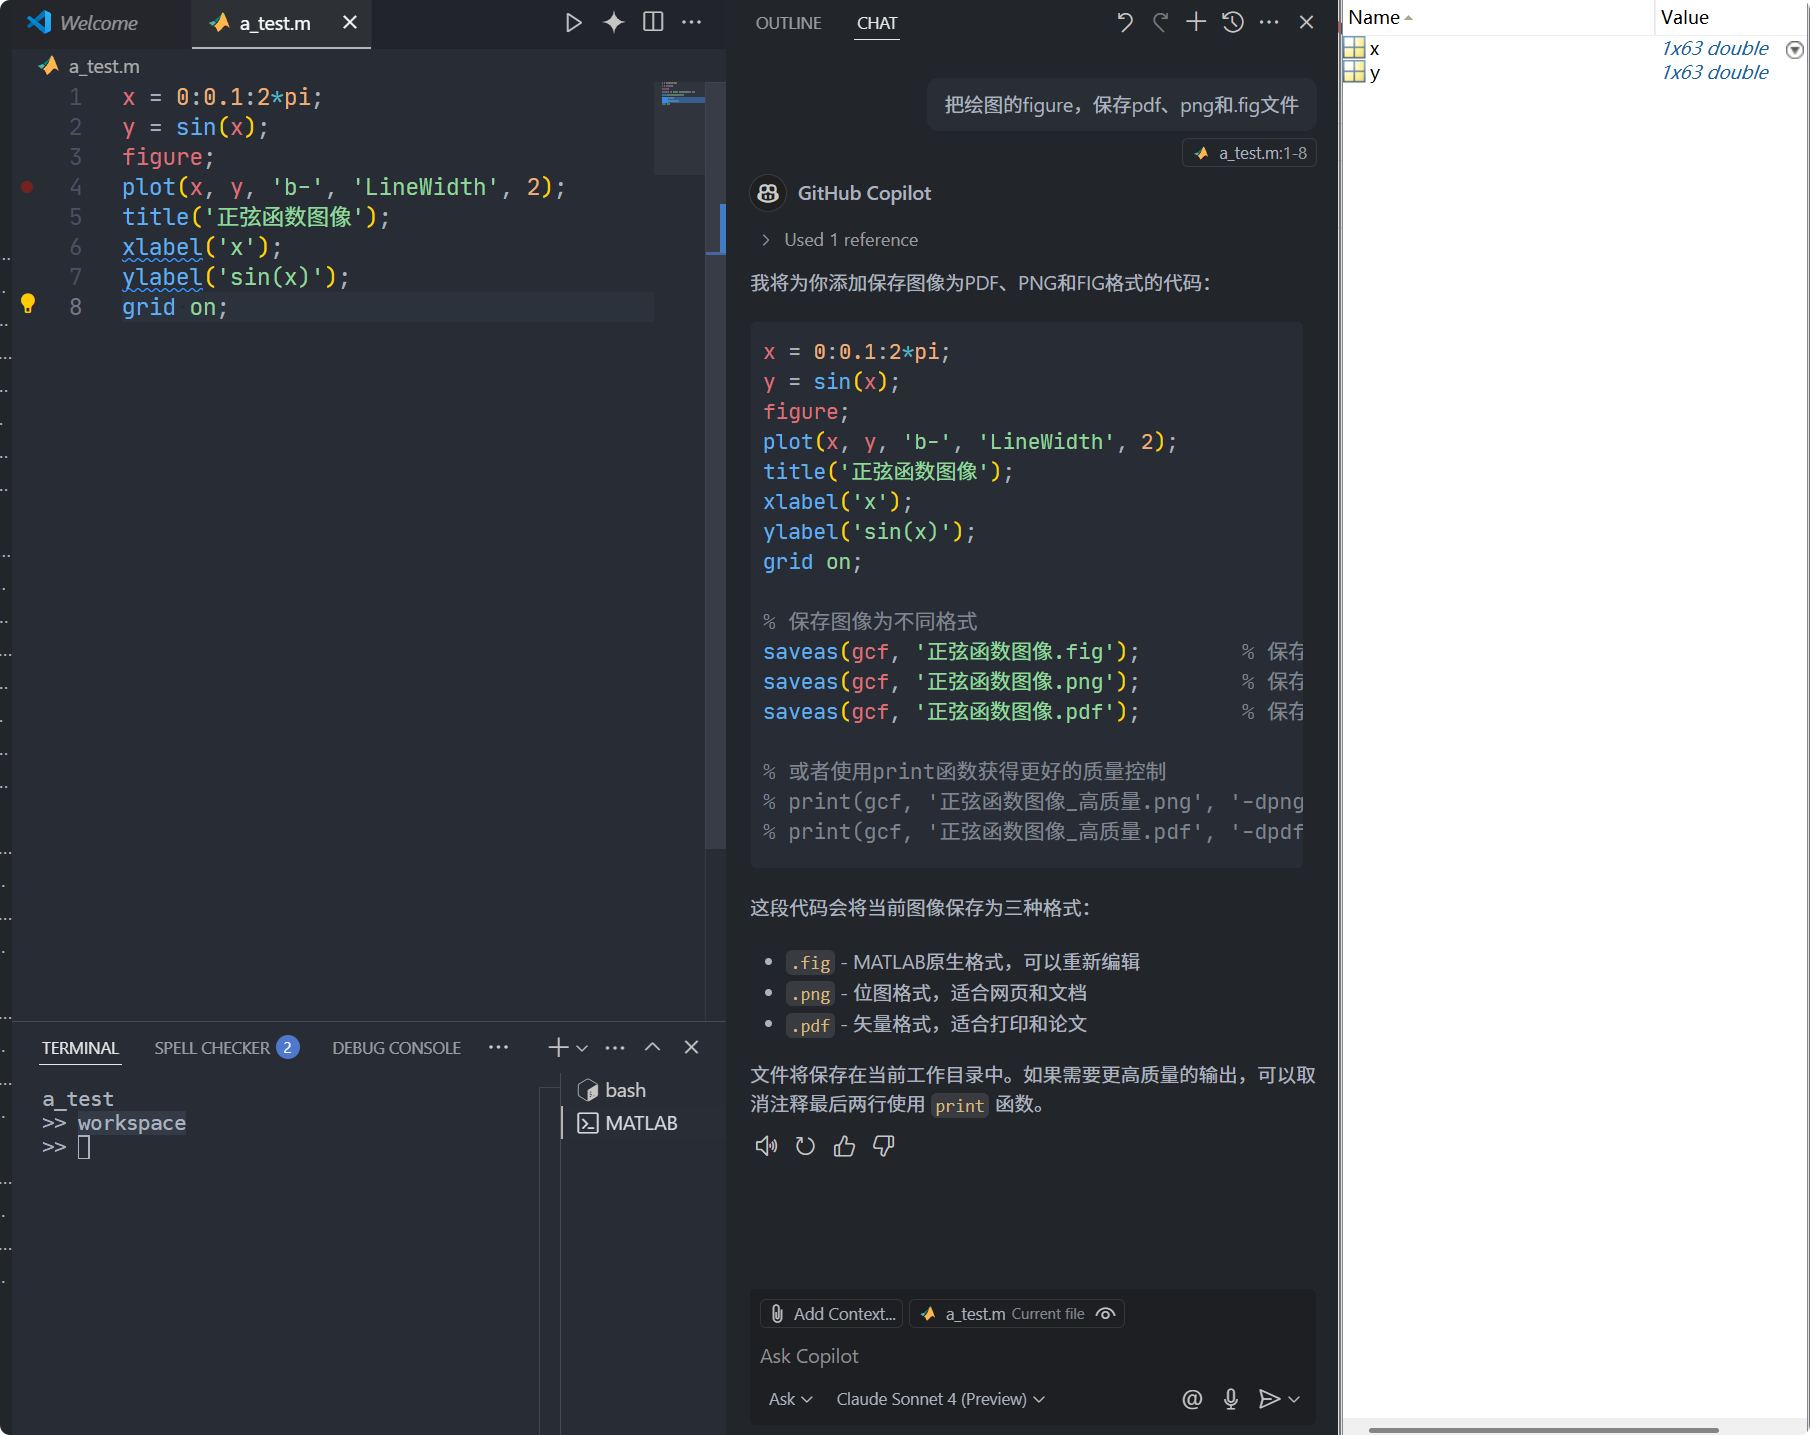 Welcome
a_test.m
a_test.m
1 x = 0:0.1:2*pi;
2 y = sin(x);
3 figure;
4 plot(x, y, 'b-', 'LineWidth', 2);
5 title('正弦函数图像');
6 xlabel('x');
7 ylabel('sin(x)');
8 grid on;
TERMINAL
SPELL CHECKER 2
DEBUG CONSOLE
a_test
>> workspace
>>
bash
MATLAB
OUTLINE
CHAT
把绘图的figure，保存pdf、png和.fig文件
a_test.m:1-8
GitHub Copilot
Used 1 reference
我将为你添加保存图像为PDF、PNG和FIG格式的代码：
x = 0:0.1:2*pi;
y = sin(x);
figure;
plot(x, y, 'b-', 'LineWidth', 2);
title('正弦函数图像');
xlabel('x');
ylabel('sin(x)');
grid on;
% 保存图像为不同格式
saveas(gcf, '正弦函数图像.fig'); % 保存
saveas(gcf, '正弦函数图像.png'); % 保存
saveas(gcf, '正弦函数图像.pdf'); % 保存
% 或者使用print函数获得更好的质量控制
% print(gcf, '正弦函数图像_高质量.png', '-dpng
% print(gcf, '正弦函数图像_高质量.pdf', '-dpdf
这段代码会将当前图像保存为三种格式：
.fig - MATLAB原生格式，可以重新编辑
.png - 位图格式，适合网页和文档
.pdf - 矢量格式，适合打印和论文
文件将保存在当前工作目录中。如果需要更高质量的输出，可以取
消注释最后两行使用 print 函数。
Add Context...
a_test.m Current file
Ask Copilot
Ask
Claude Sonnet 4 (Preview)
Name Value
x 1x63 double
y 1x63 double